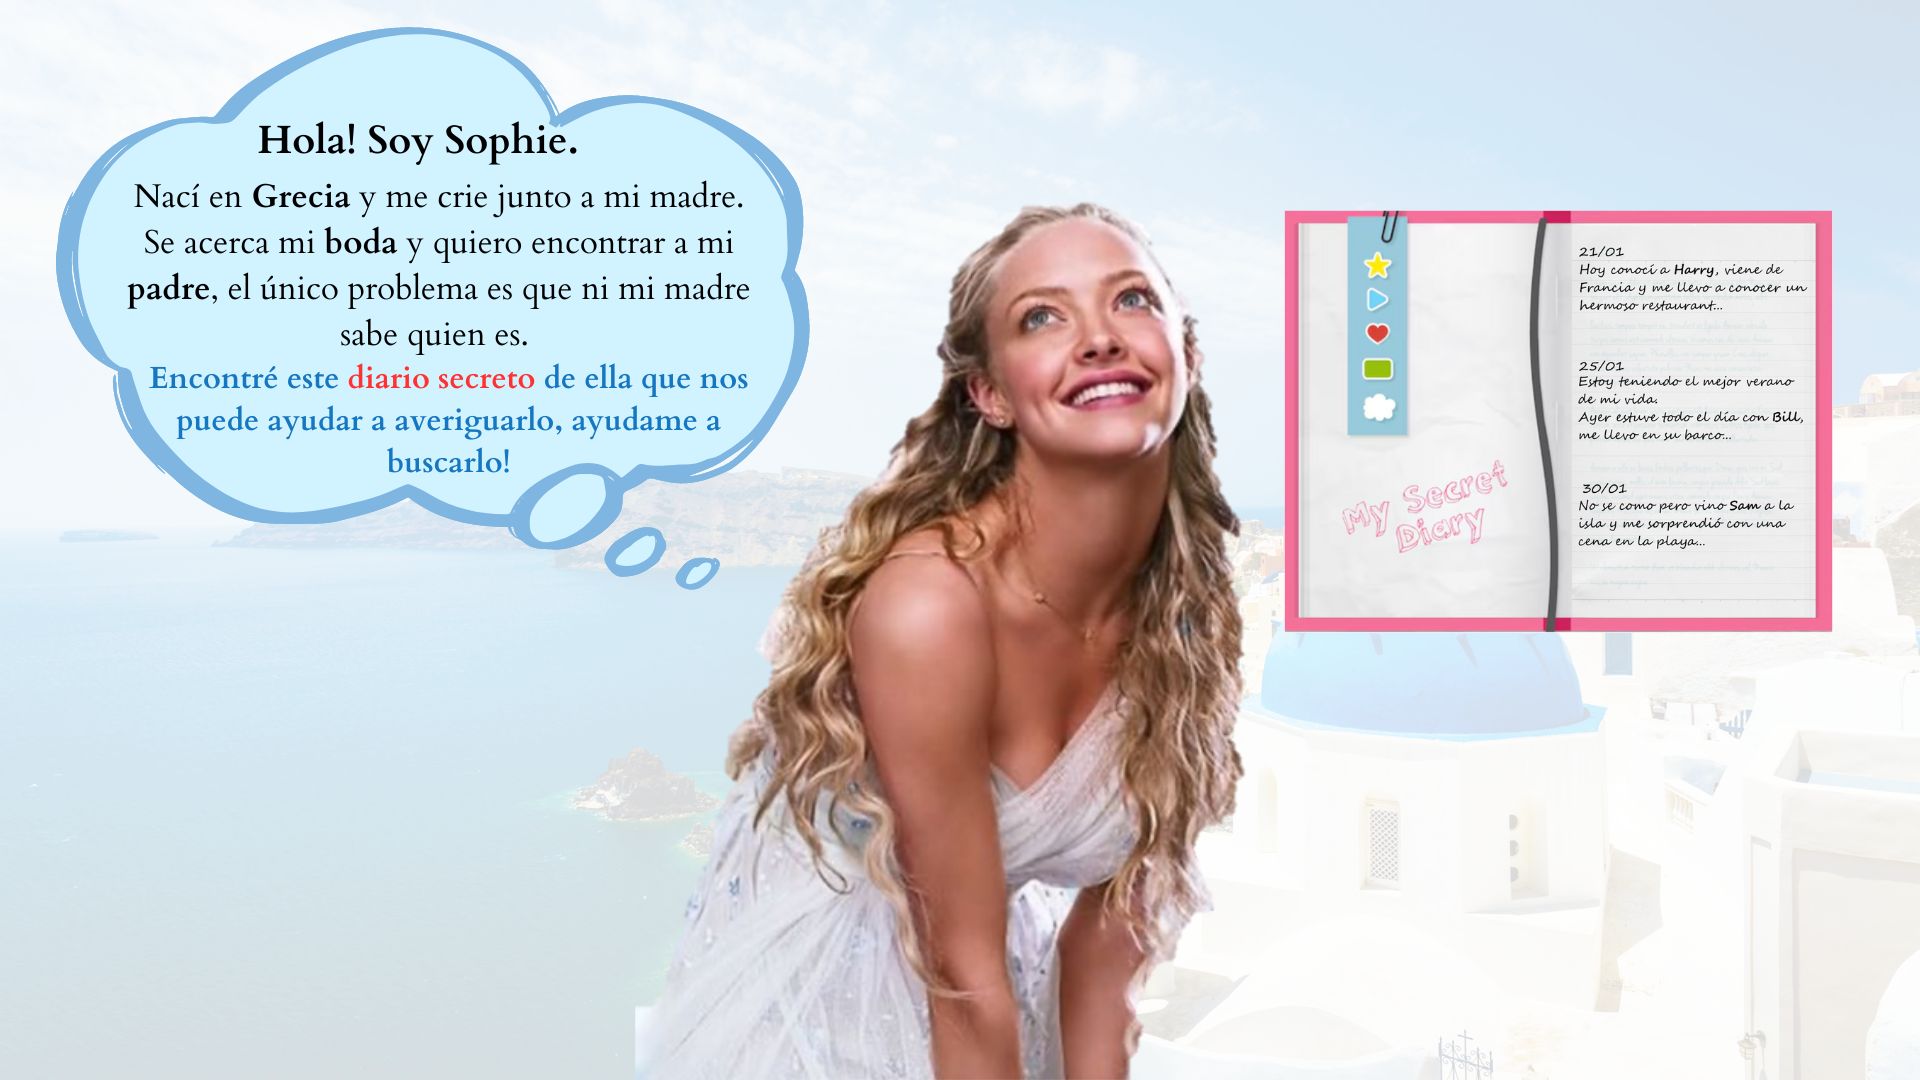 Hola! Soy Sophie.
Nací en Grecia y me crie junto a mi madre.
Se acerca mi boda y quiero encontrar a mi
padre, el único problema es que ni mi madre
sabe quien es.
Encontré este diario secreto de ella que nos
puede ayudar a averiguarlo, ayudame a
buscarlo!
My Secret
Diary
21/01
Hoy conocí a Harry, viene de
Francia y me llevo a conocer un
hermoso restaurant...
25/01
Estoy teniendo el mejor verano
de mi vida.
Ayer estuve todo el día con Bill,
me llevo en su barco...
30/01
No se como pero vino Sam a la
isla y me sorprendió con una
cena en la playa...